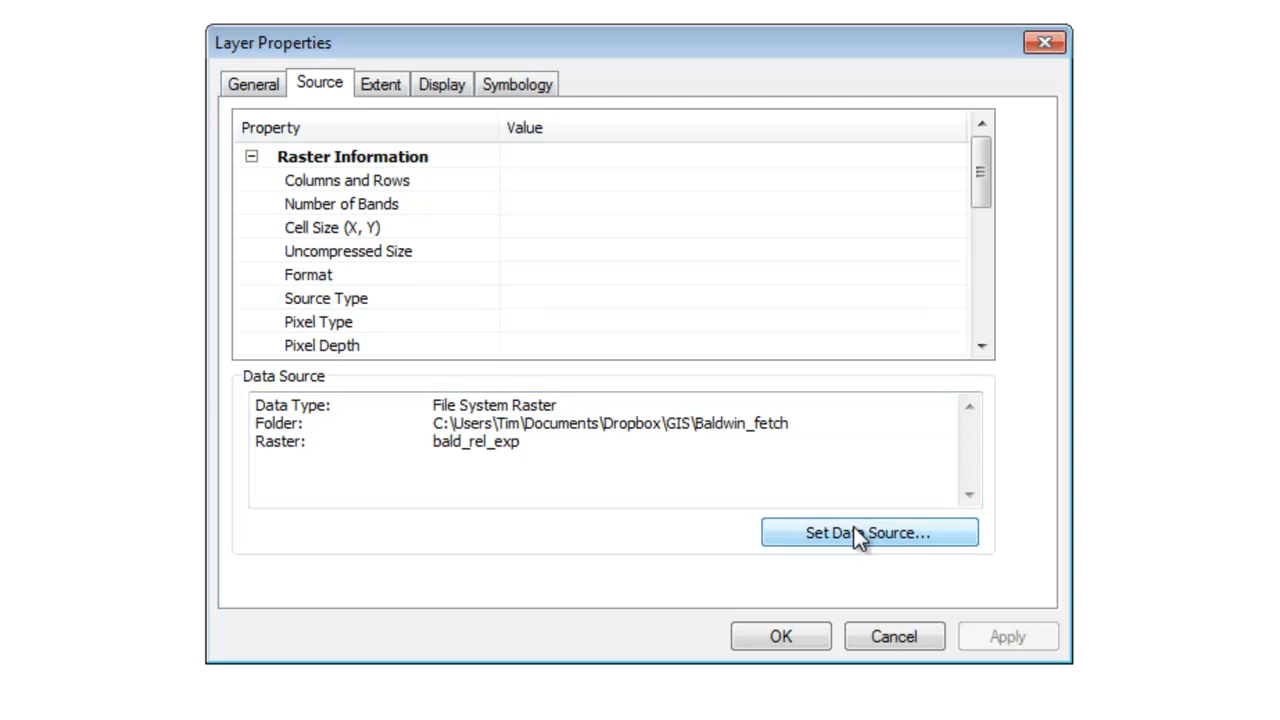 Layer Properties
General Source Extent Display Symbology
Property Value
Raster Information
Columns and Rows
Number of Bands
Cell Size (X, Y)
Uncompressed Size
Format
Source Type
Pixel Type
Pixel Depth
Data Source
Data Type: File System Raster
Folder: C:\Users\Tim\Documents\Dropbox\GIS\Baldwin_fetch
Raster: bald_rel_exp
Set Data Source...
OK Cancel Apply